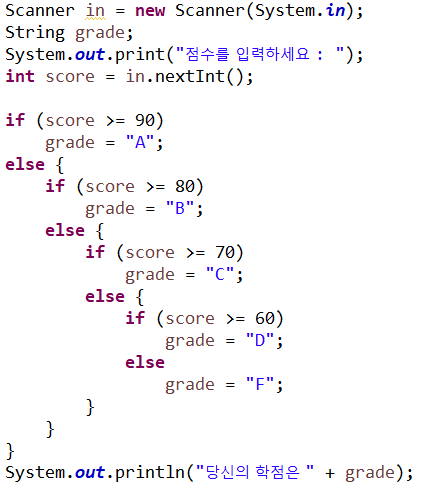 Scanner in = new Scanner(System.in);
String grade;
System.out.print("점수를 입력하세요 : ");
int score = in.nextInt();

if (score >= 90)
    grade = "A";
else {
    if (score >= 80)
        grade = "B";
    else {
        if (score >= 70)
            grade = "C";
        else {
            if (score >= 60)
                grade = "D";
            else
                grade = "F";
        }
    }
}
System.out.println("당신의 학점은 " + grade);